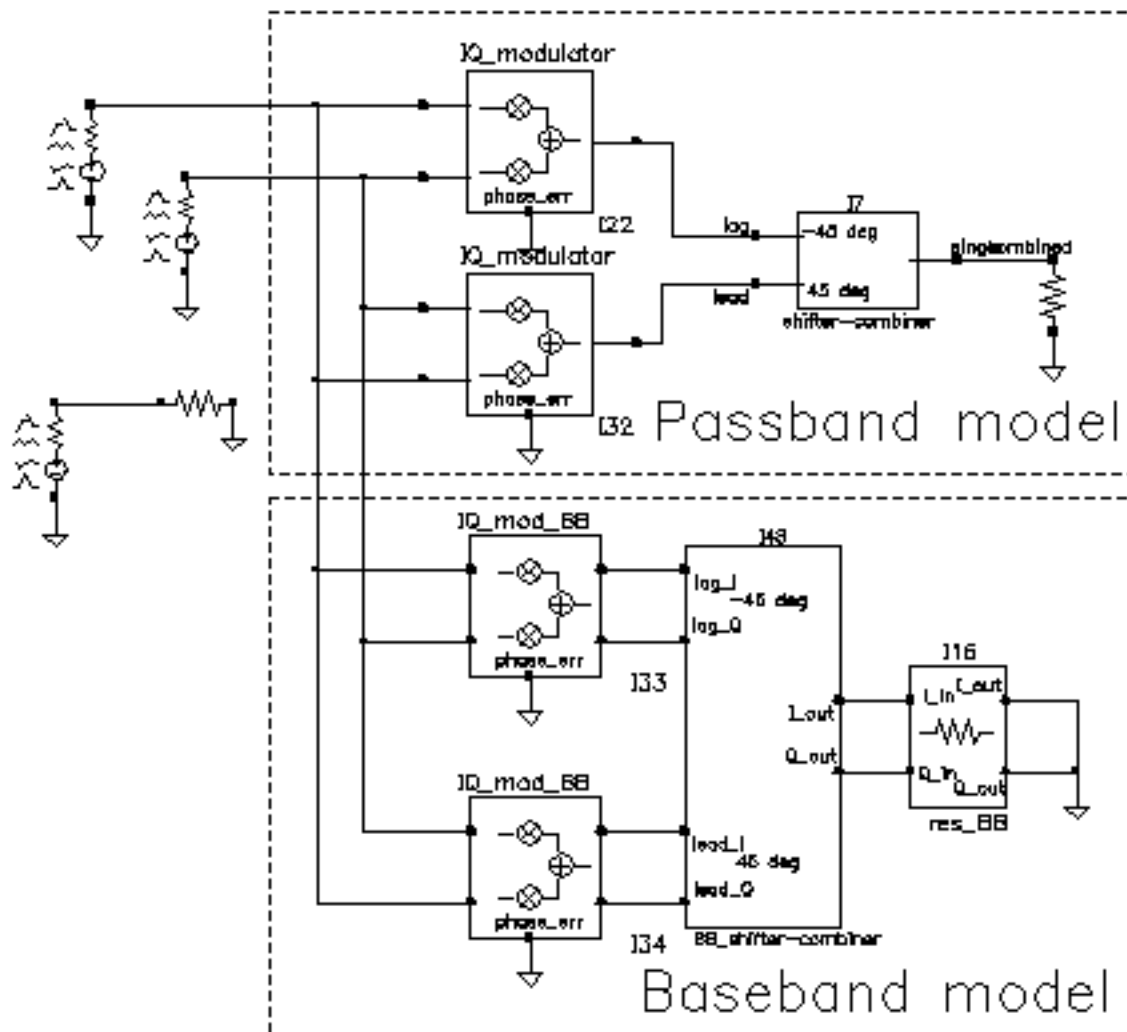 IQ_modulator
phase_err
I22
IQ_modulator
phase_err
I32
lag
lead
I7
-45 deg
45 deg
shifter-combiner
Passband model
IQ_mod_BB
phase_err
I33
IQ_mod_BB
phase_err
I34
lag_I
-45 deg
lag_Q
I_out
Q_out
lead_I
45 deg
lead_Q
BB_shifter-combiner
I16
I_in
I_out
Q_in
Q_out
res_BB
Baseband model